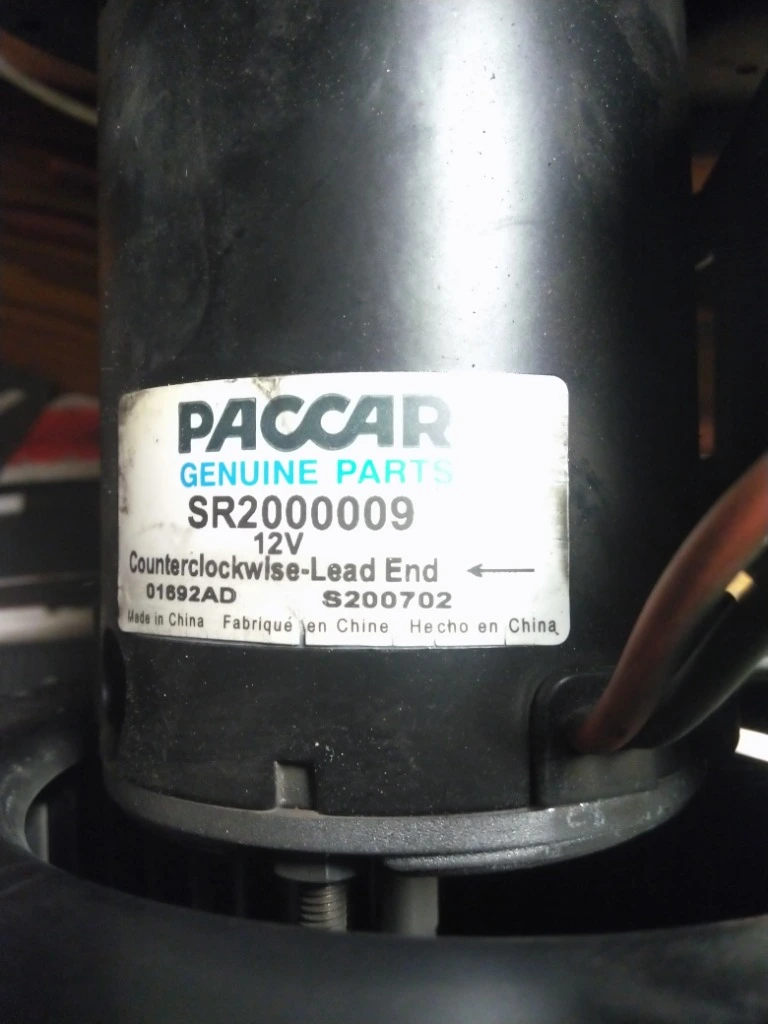 PACCAR
GENUINE PARTS
SR2000009
12V
Counterclockwise-Lead End ←
01692AD S200702
Made in China Fabriqué en Chine Hecho en China